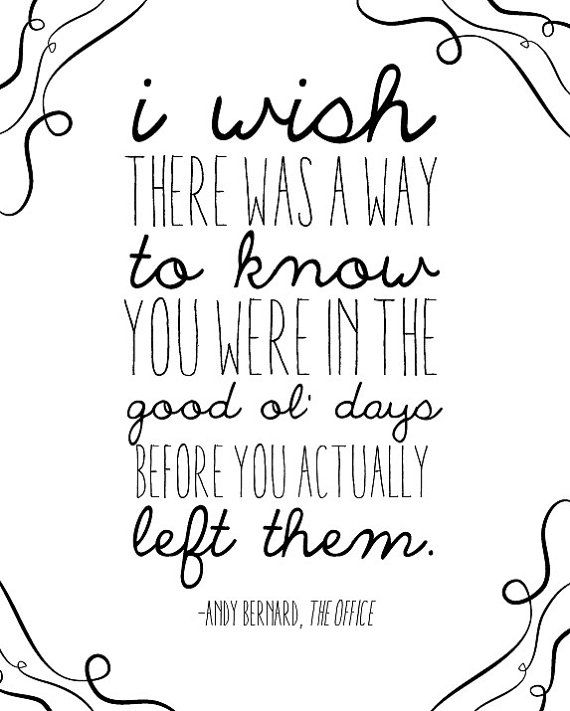 i wish
THERE WAS A WAY
to know
YOU WERE IN THE
good ol' days
BEFORE YOU ACTUALLY
left them.
-ANDY BERNARD, THE OFFICE